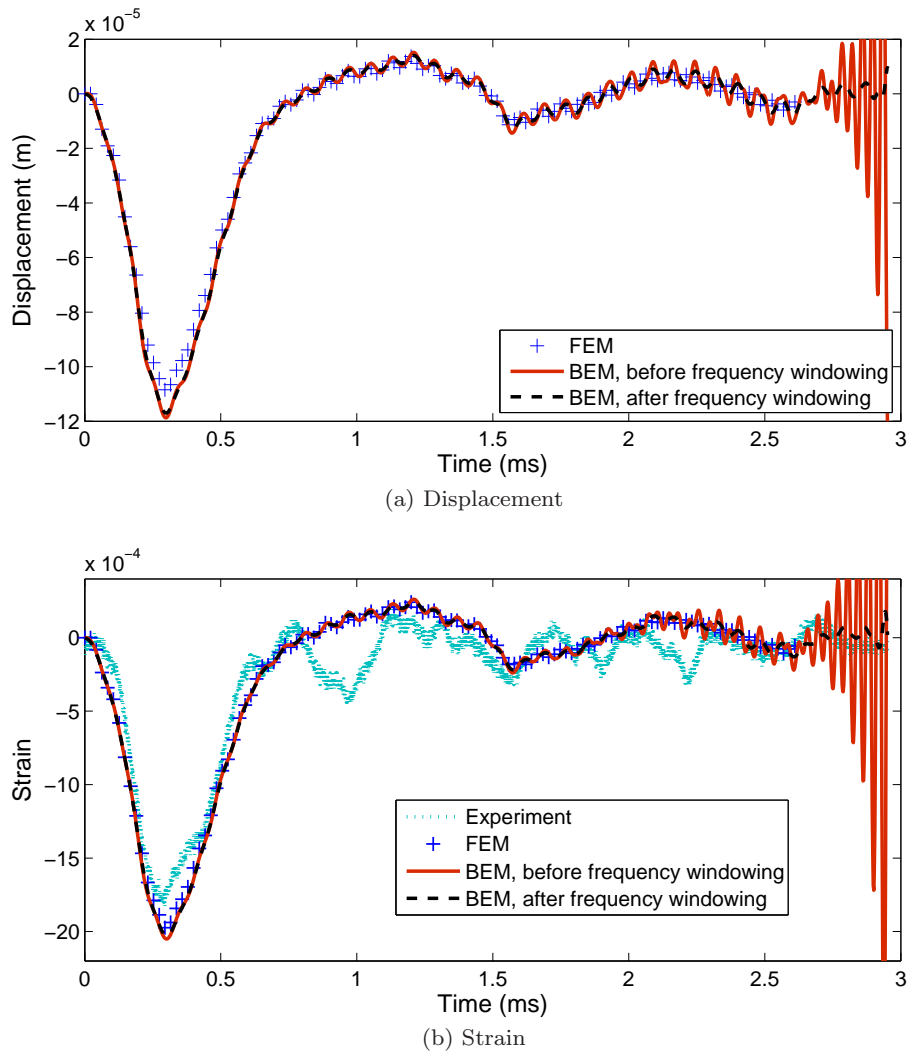 x 10⁻⁵
2
0
−2
−4
−6
−8
−10
−12
Displacement (m)
FEM
BEM, before frequency windowing
BEM, after frequency windowing
0 0.5 1 1.5 2 2.5 3
Time (ms)
(a) Displacement
x 10⁻⁴
0
−5
−10
−15
−20
Strain
Experiment
FEM
BEM, before frequency windowing
BEM, after frequency windowing
0 0.5 1 1.5 2 2.5 3
Time (ms)
(b) Strain